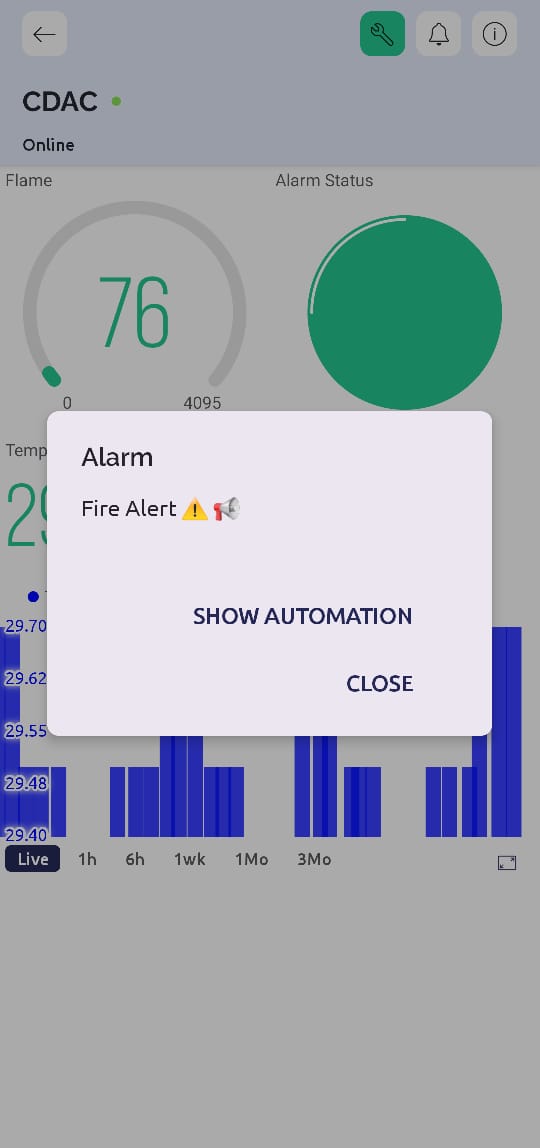 CDAC
Online
Flame
Alarm Status
76
0
4095
Temp
Alarm
Fire Alert ⚠️📢
SHOW AUTOMATION
CLOSE
29.70
29.62
29.55
29.48
29.40
Live 1h 6h 1wk 1Mo 3Mo